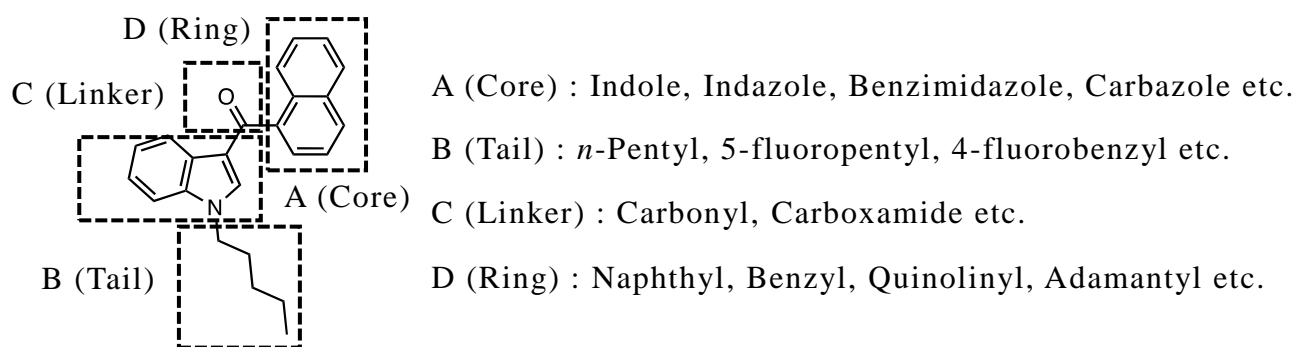 D (Ring)
C (Linker)
O
N
A (Core)
B (Tail)
A (Core) : Indole, Indazole, Benzimidazole, Carbazole etc.
B (Tail) : n-Pentyl, 5-fluoropentyl, 4-fluorobenzyl etc.
C (Linker) : Carbonyl, Carboxamide etc.
D (Ring) : Naphthyl, Benzyl, Quinolinyl, Adamantyl etc.